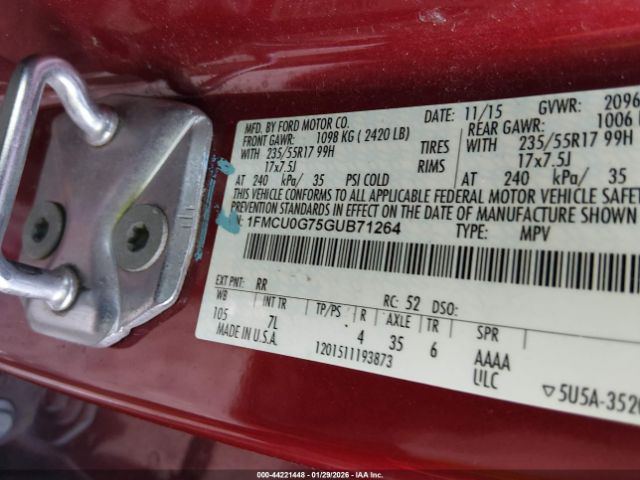 MFD. BY FORD MOTOR CO. DATE: 11/15 GVWR: 2096
FRONT GAWR: 1098 KG ( 2420 LB) REAR GAWR: 1006
WITH 235/55R17 99H TIRES WITH 235/55R17 99H
17x7.5J RIMS 17x7.5J
AT 240 kPa/ 35 PSI COLD AT 240 kPa/ 35
THIS VEHICLE CONFORMS TO ALL APPLICABLE FEDERAL MOTOR VEHICLE SAFET
PREVENTION STANDARDS IN EFFECT ON THE DATE OF MANUFACTURE SHOWN
1FMCU0G75GUB71264 TYPE: MPV
EXT PNT: RR RC: 52 DSO:
WB INT TR TP/PS R AXLE TR SPR
105 7L 4 35 6 AAAA
MADE IN U.S.A. 1201511193873 ULC
▽5U5A-3520
000-44221448 | 01/29/2026 - IAAI.COM